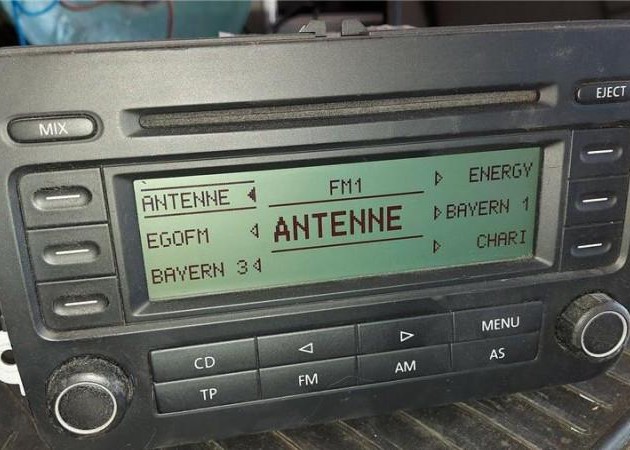 EJECT
MIX
ANTENNE
FM1
ENERGY
EGOFM
ANTENNE
BAYERN 1
BAYERN 3
CHARI
CD
MENU
TP
FM
AM
AS